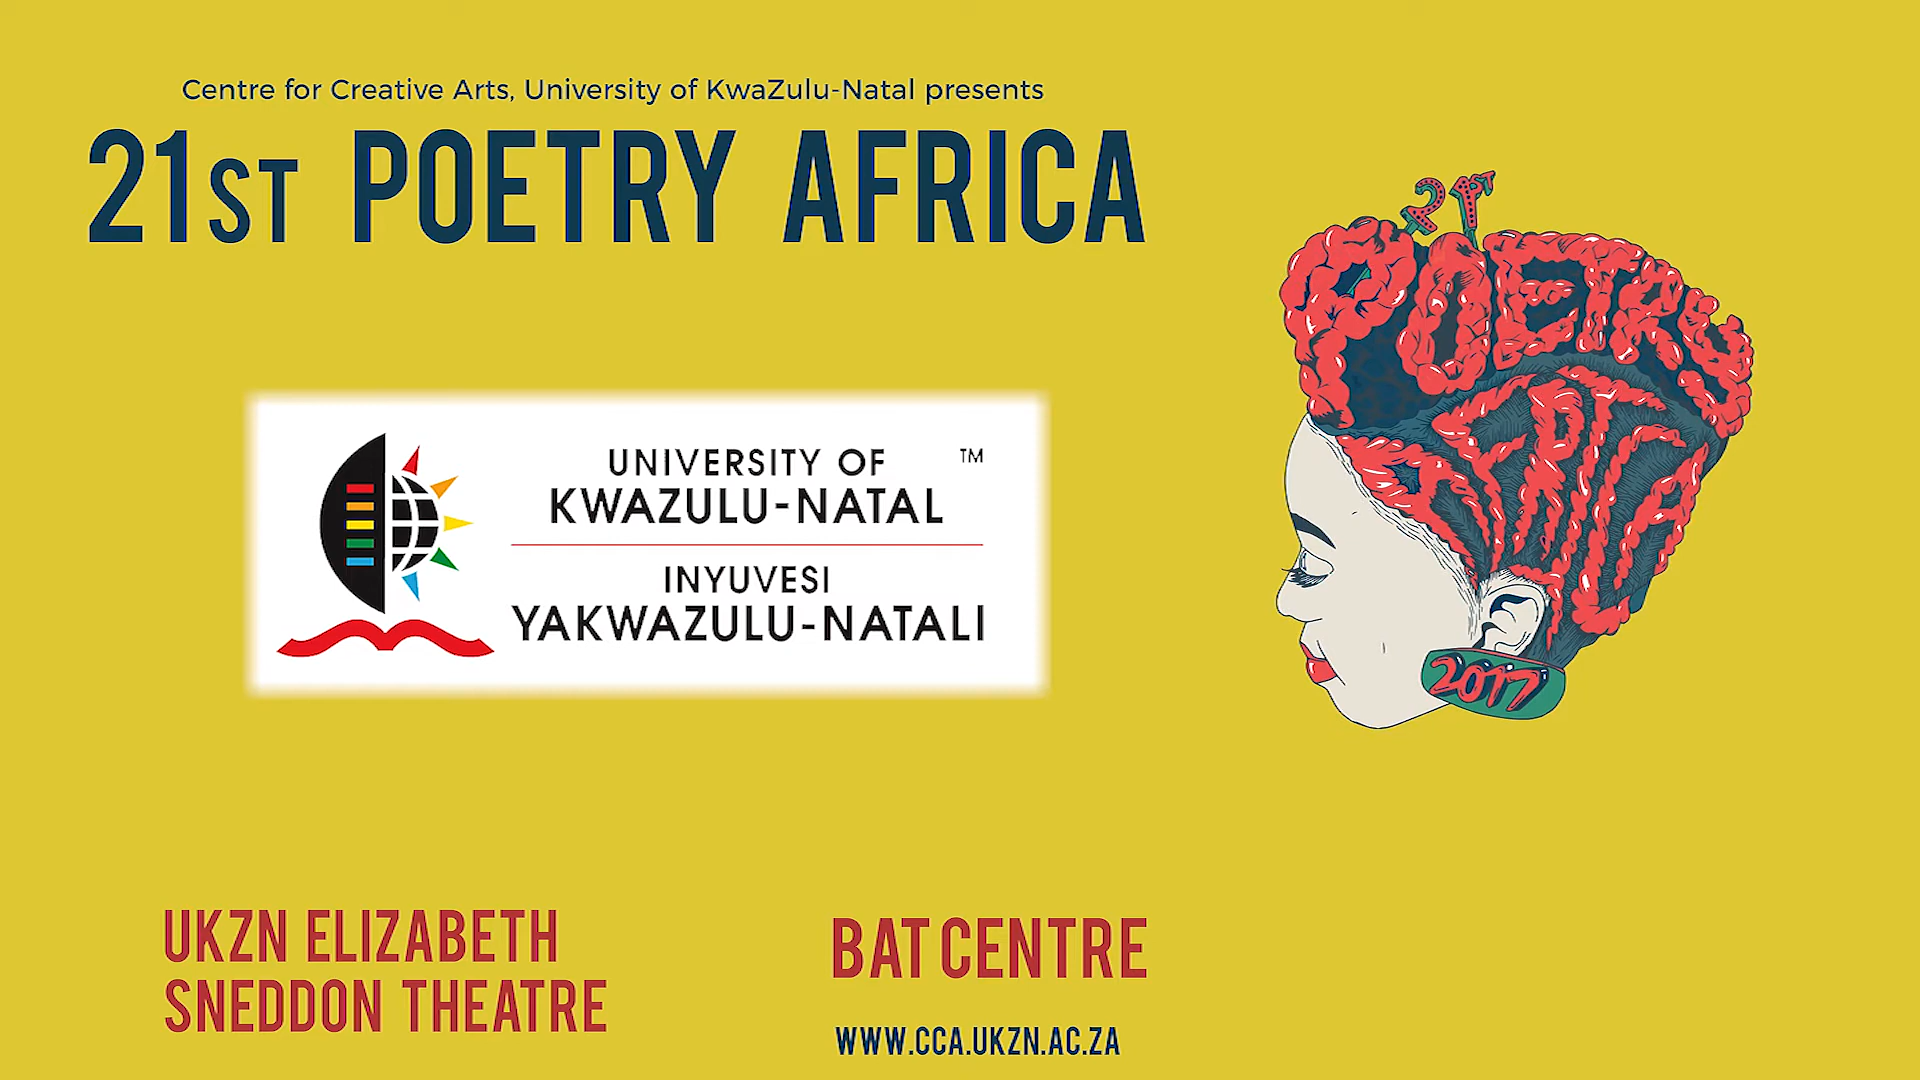 Centre for Creative Arts, University of KwaZulu-Natal presents
21ST POETRY AFRICA
21ST
POETRY
AFRICA
2017
UNIVERSITY OF ™
KWAZULU-NATAL
INYUVESI
YAKWAZULU-NATALI
UKZN ELIZABETH
SNEDDON THEATRE
BAT CENTRE
WWW.CCA.UKZN.AC.ZA